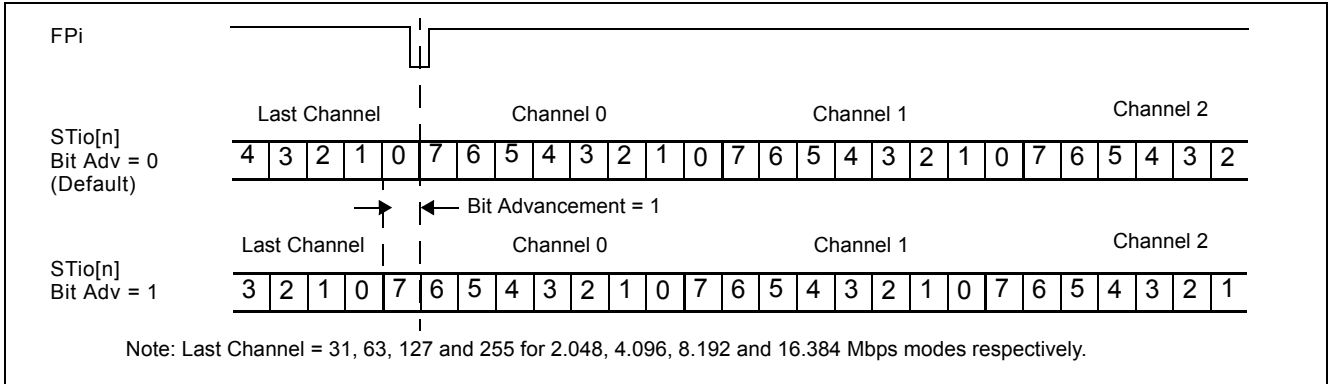 FPi
Last Channel Channel 0 Channel 1 Channel 2
STio[n]
Bit Adv = 0
(Default)
4 3 2 1 0 7 6 5 4 3 2 1 0 7 6 5 4 3 2 1 0 7 6 5 4 3 2
Bit Advancement = 1
Last Channel Channel 0 Channel 1 Channel 2
STio[n]
Bit Adv = 1
3 2 1 0 7 6 5 4 3 2 1 0 7 6 5 4 3 2 1 0 7 6 5 4 3 2 1
Note: Last Channel = 31, 63, 127 and 255 for 2.048, 4.096, 8.192 and 16.384 Mbps modes respectively.